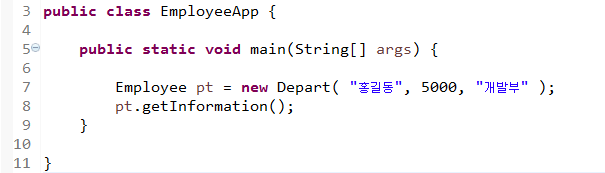 3 public class EmployeeApp {
4
5 public static void main(String[] args) {
6
7 Employee pt = new Depart( "홍길동", 5000, "개발부" );
8 pt.getInformation();
9 }
10
11 }